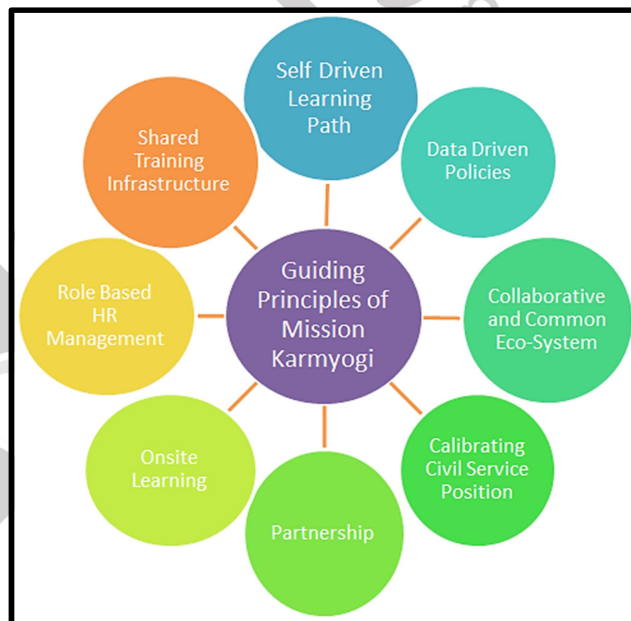 Self Driven
Learning
Path
Data Driven
Policies
Collaborative
and Common
Eco-System
Calibrating
Civil Service
Position
Partnership
Onsite
Learning
Role Based
HR
Management
Shared
Training
Infrastructure
Guiding
Principles of
Mission
Karmyogi